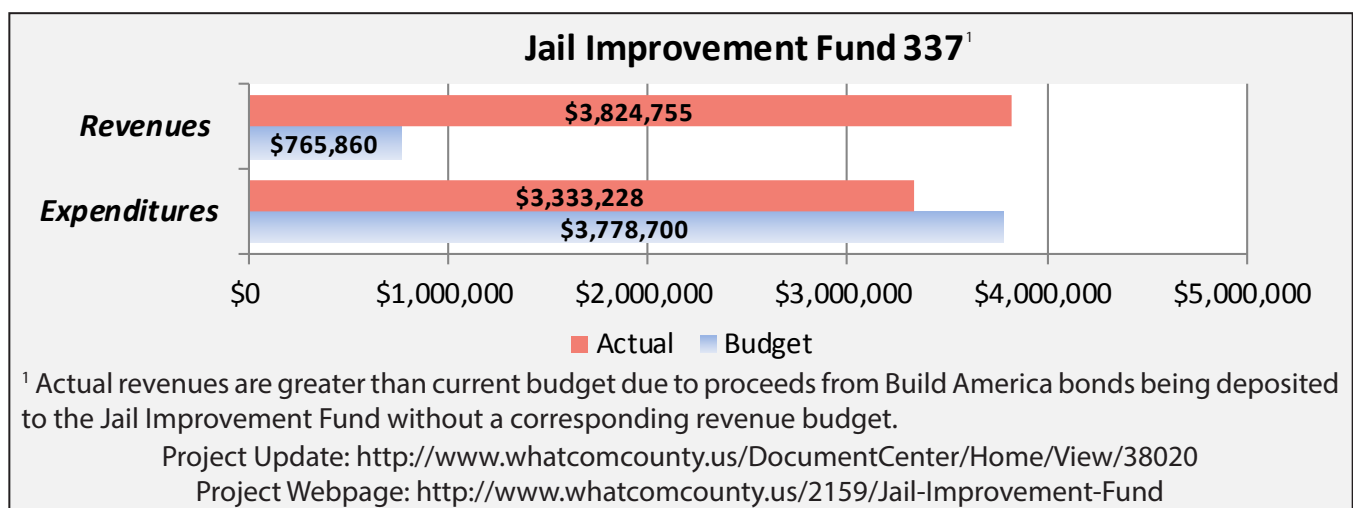 Jail Improvement Fund 337¹
Revenues
$3,824,755
$765,860
Expenditures
$3,333,228
$3,778,700
$0 $1,000,000 $2,000,000 $3,000,000 $4,000,000 $5,000,000
Actual Budget
¹ Actual revenues are greater than current budget due to proceeds from Build America bonds being deposited
to the Jail Improvement Fund without a corresponding revenue budget.
Project Update: http://www.whatcomcounty.us/DocumentCenter/Home/View/38020
Project Webpage: http://www.whatcomcounty.us/2159/Jail-Improvement-Fund